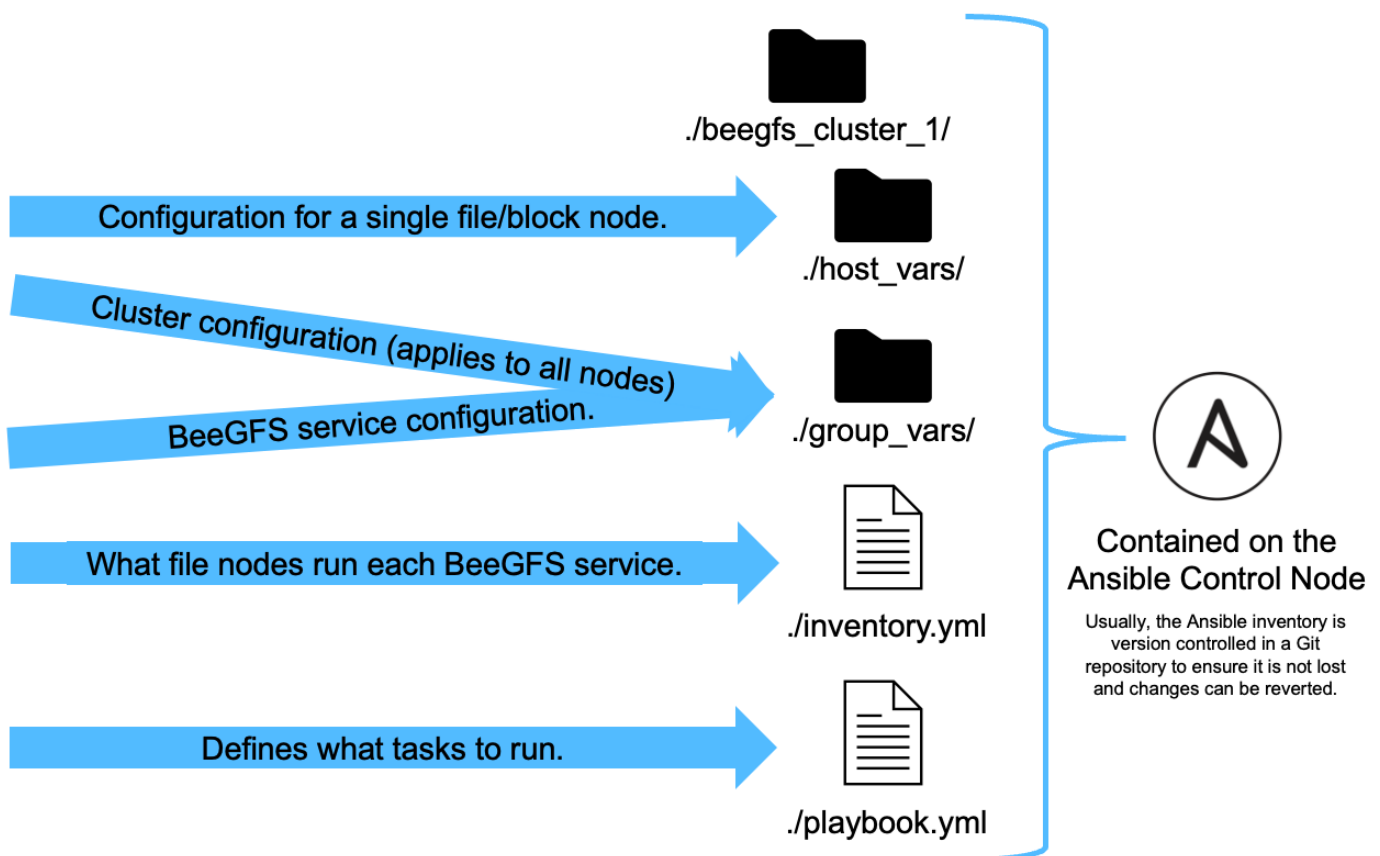 ./beegfs_cluster_1/
Configuration for a single file/block node.
./host_vars/
Cluster configuration (applies to all nodes)
BeeGFS service configuration.
./group_vars/
What file nodes run each BeeGFS service.
./inventory.yml
Defines what tasks to run.
./playbook.yml
Contained on the
Ansible Control Node
Usually, the Ansible inventory is
version controlled in a Git
repository to ensure it is not lost
and changes can be reverted.